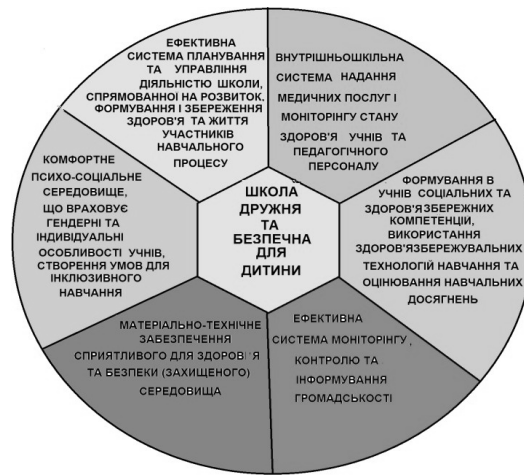 ЕФЕКТИВНА
СИСТЕМА ПЛАНУВАННЯ
ТА УПРАВЛІННЯ
ДІЯЛЬНІСТЮ ШКОЛИ,
СПРЯМОВАННОЇ НА РОЗВИТОК.
ФОРМУВАННЯ І ЗБЕРЕЖЕННЯ
ЗДОРОВ'Я ТА ЖИТТЯ
УЧАСТНИКІВ
НАВЧАЛЬНОГО
ПРОЦЕСУ
ВНУТРІШНЬОШКІЛЬНА
СИСТЕМА НАДАННЯ
МЕДИЧНИХ ПОСЛУГ І
МОНІТОРІНГУ СТАНУ
ЗДОРОВ'Я УЧНІВ ТА
ПЕДАГОГІЧНОГО
ПЕРСОНАЛУ
ФОРМУВАННЯ В
УЧНІВ СОЦІАЛЬНИХ ТА
ЗДОРОВ'ЯЗБЕРЕЖНИХ
КОМПЕТЕНЦІЙ,
ВИКОРИСТАННЯ
ЗДОРОВ'ЯЗБЕРЕЖУВАЛЬНИХ
ТЕХНОЛОГІЙ НАВЧАННЯ ТА
ОЦІНЮВАННЯ НАВЧАЛЬНИХ
ДОСЯГНЕНЬ
ЕФЕКТИВНА
СИСТЕМА МОНІТОРІНГУ,
КОНТРОЛЮ ТА
ІНФОРМУВАННЯ
ГРОМАДСЬКОСТІ
МАТЕРІАЛЬНО-ТЕХНІЧНЕ
ЗАБЕЗПЕЧЕННЯ
СПРИЯТЛИВОГО ДЛЯ ЗДОРОВ'Я
ТА БЕЗПЕКИ (ЗАХИЩЕНОГО)
СЕРЕДОВИЩА
КОМФОРТНЕ
ПСИХО-СОЦІАЛЬНЕ
СЕРЕДОВИЩЕ,
ЩО ВРАХОВУЄ
ГЕНДЕРНІ ТА
ІНДИВІДУАЛЬНІ
ОСОБЛИВОСТІ УЧНІВ,
СТВОРЕННЯ УМОВ ДЛЯ
ІНКЛЮЗИВНОГО
НАВЧАННЯ
ШКОЛА
ДРУЖНЯ
ТА
БЕЗПЕЧНА
ДЛЯ
ДИТИНИ